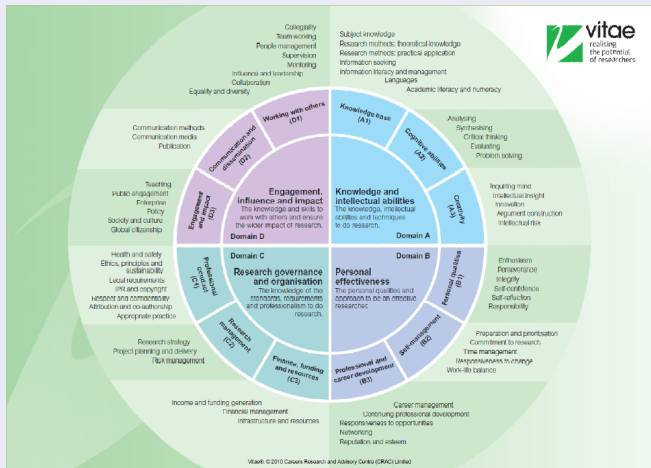 vitae
realising
the potential
of researchers
Collegiality
Team working
People management
Supervision
Mentoring
Influence and leadership
Collaboration
Equality and diversity
Subject knowledge
Research methods: theoretical knowledge
Research methods: practical application
Information seeking
Information literacy and management
Languages
Academic literacy and numeracy
Working with others
(D1)
Knowledge base
(A1)
Communication methods
Communication media
Publication
Communication and
dissemination
(D2)
Cognitive abilities
(A2)
Analysing
Synthesising
Critical thinking
Evaluating
Problem solving
Teaching
Public engagement
Enterprise
Policy
Society and culture
Global citizenship
Engagement
and impact
(D3)
Engagement,
influence and impact
The knowledge and skills to
work with others and ensure
the wider impact of research.
Domain D
Knowledge and
intellectual abilities
The knowledge, intellectual
abilities and techniques
to do research.
Domain A
Creativity
(A3)
Inquiring mind
Intellectual insight
Innovation
Argument construction
Intellectual risk
Health and safety
Ethics, principles and
sustainability
Legal requirements
IPR and copyright
Respect and confidentiality
Attribution and co-authorship
Appropriate practice
Professional
conduct
(C1)
Domain C
Research governance
and organisation
The knowledge of the
standards, requirements
and professionalism to do
research.
Domain B
Personal
effectiveness
The personal qualities and
approach to be an effective
researcher.
Personal qualities
(B1)
Enthusiasm
Perseverance
Integrity
Self-confidence
Self-reflection
Responsibility
Research strategy
Project planning and delivery
Risk management
Research
management
(C2)
Self-management
(B2)
Preparation and prioritisation
Commitment to research
Time management
Responsiveness to change
Work-life balance
Finance, funding
and resources
(C3)
Professional and
career development
(B3)
Income and funding generation
Financial management
Infrastructure and resources
Career management
Continuing professional development
Responsiveness to opportunities
Networking
Reputation and esteem
Vitae®, © 2010 Careers Research and Advisory Centre (CRAC) Limited